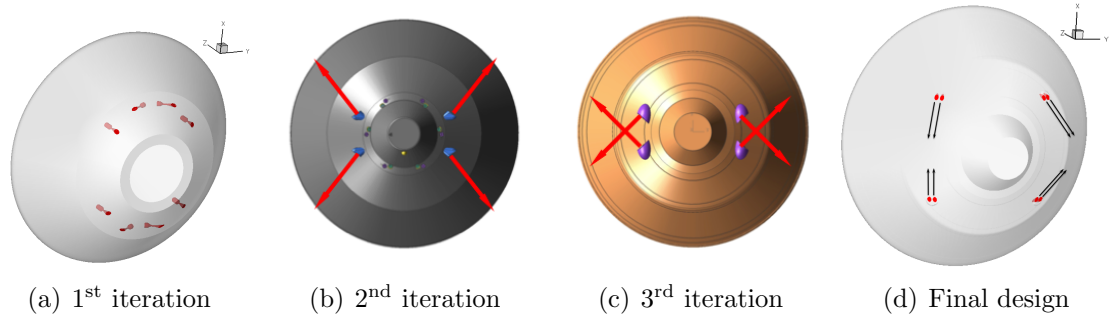 X
Z
Y
X
Z
Y
(a) 1st iteration
(b) 2nd iteration
(c) 3rd iteration
(d) Final design